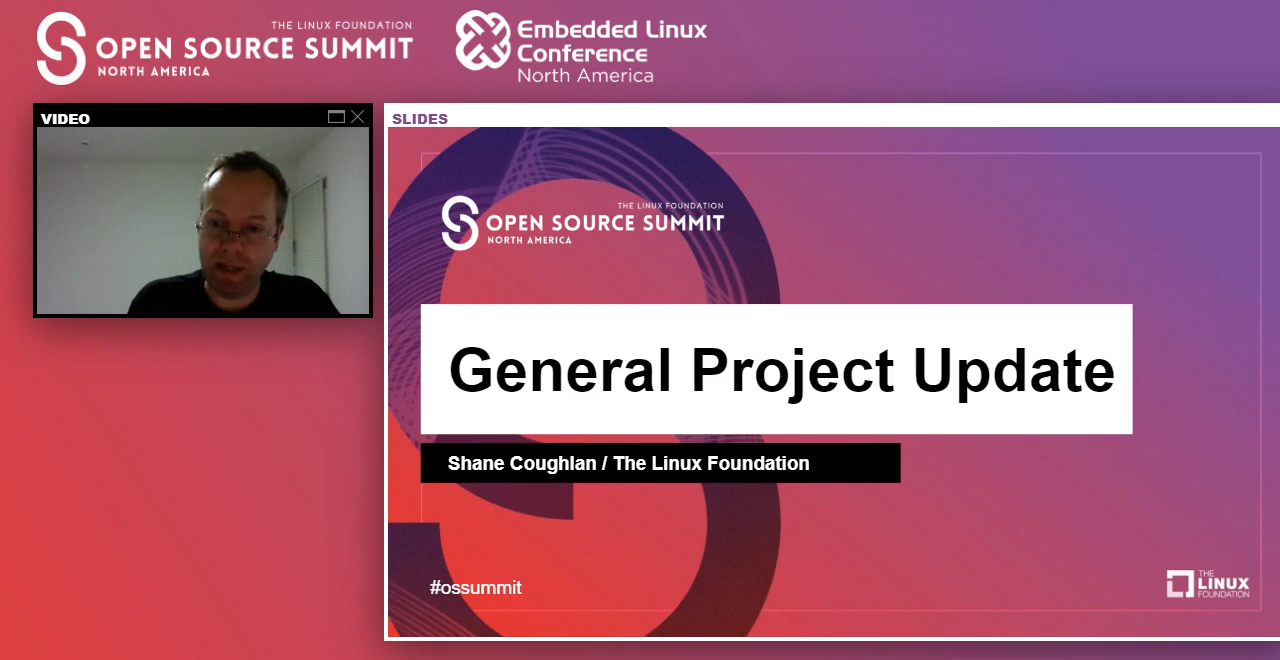 THE LINUX FOUNDATION
OPEN SOURCE SUMMIT
NORTH AMERICA
Embedded Linux
Conference
North America
VIDEO
SLIDES
THE LINUX FOUNDATION
OPEN SOURCE SUMMIT
NORTH AMERICA
General Project Update
Shane Coughlan / The Linux Foundation
#ossummit
THE
LINUX
FOUNDATION